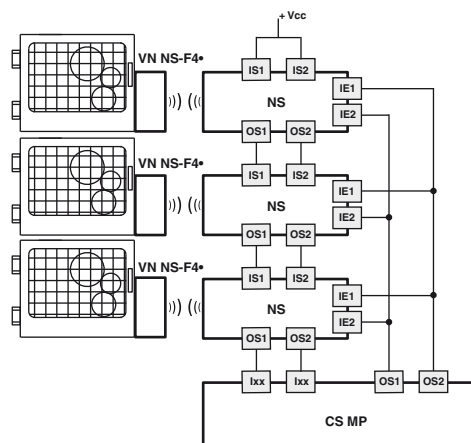 + Vcc
VN NS-F4•
IS1 IS2
NS
IE1
IE2
OS1 OS2
VN NS-F4•
IS1 IS2
NS
IE1
IE2
OS1 OS2
VN NS-F4•
IS1 IS2
NS
IE1
IE2
OS1 OS2
Ixx Ixx OS1 OS2
CS MP